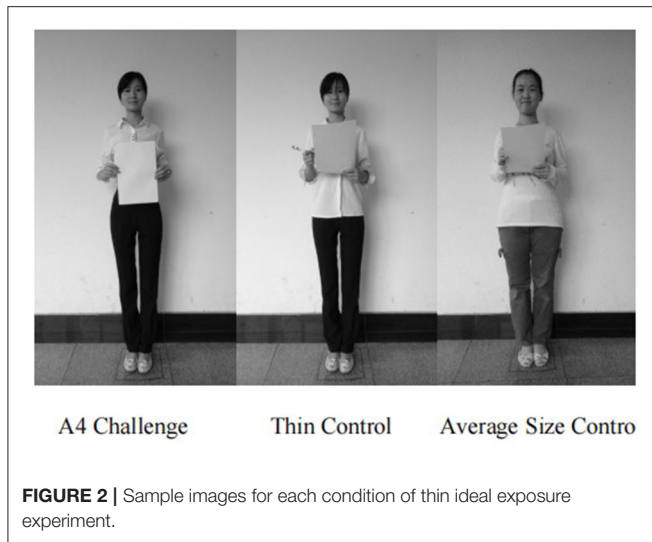 A4 Challenge Thin Control Average Size Contro
FIGURE 2 | Sample images for each condition of thin ideal exposure
experiment.